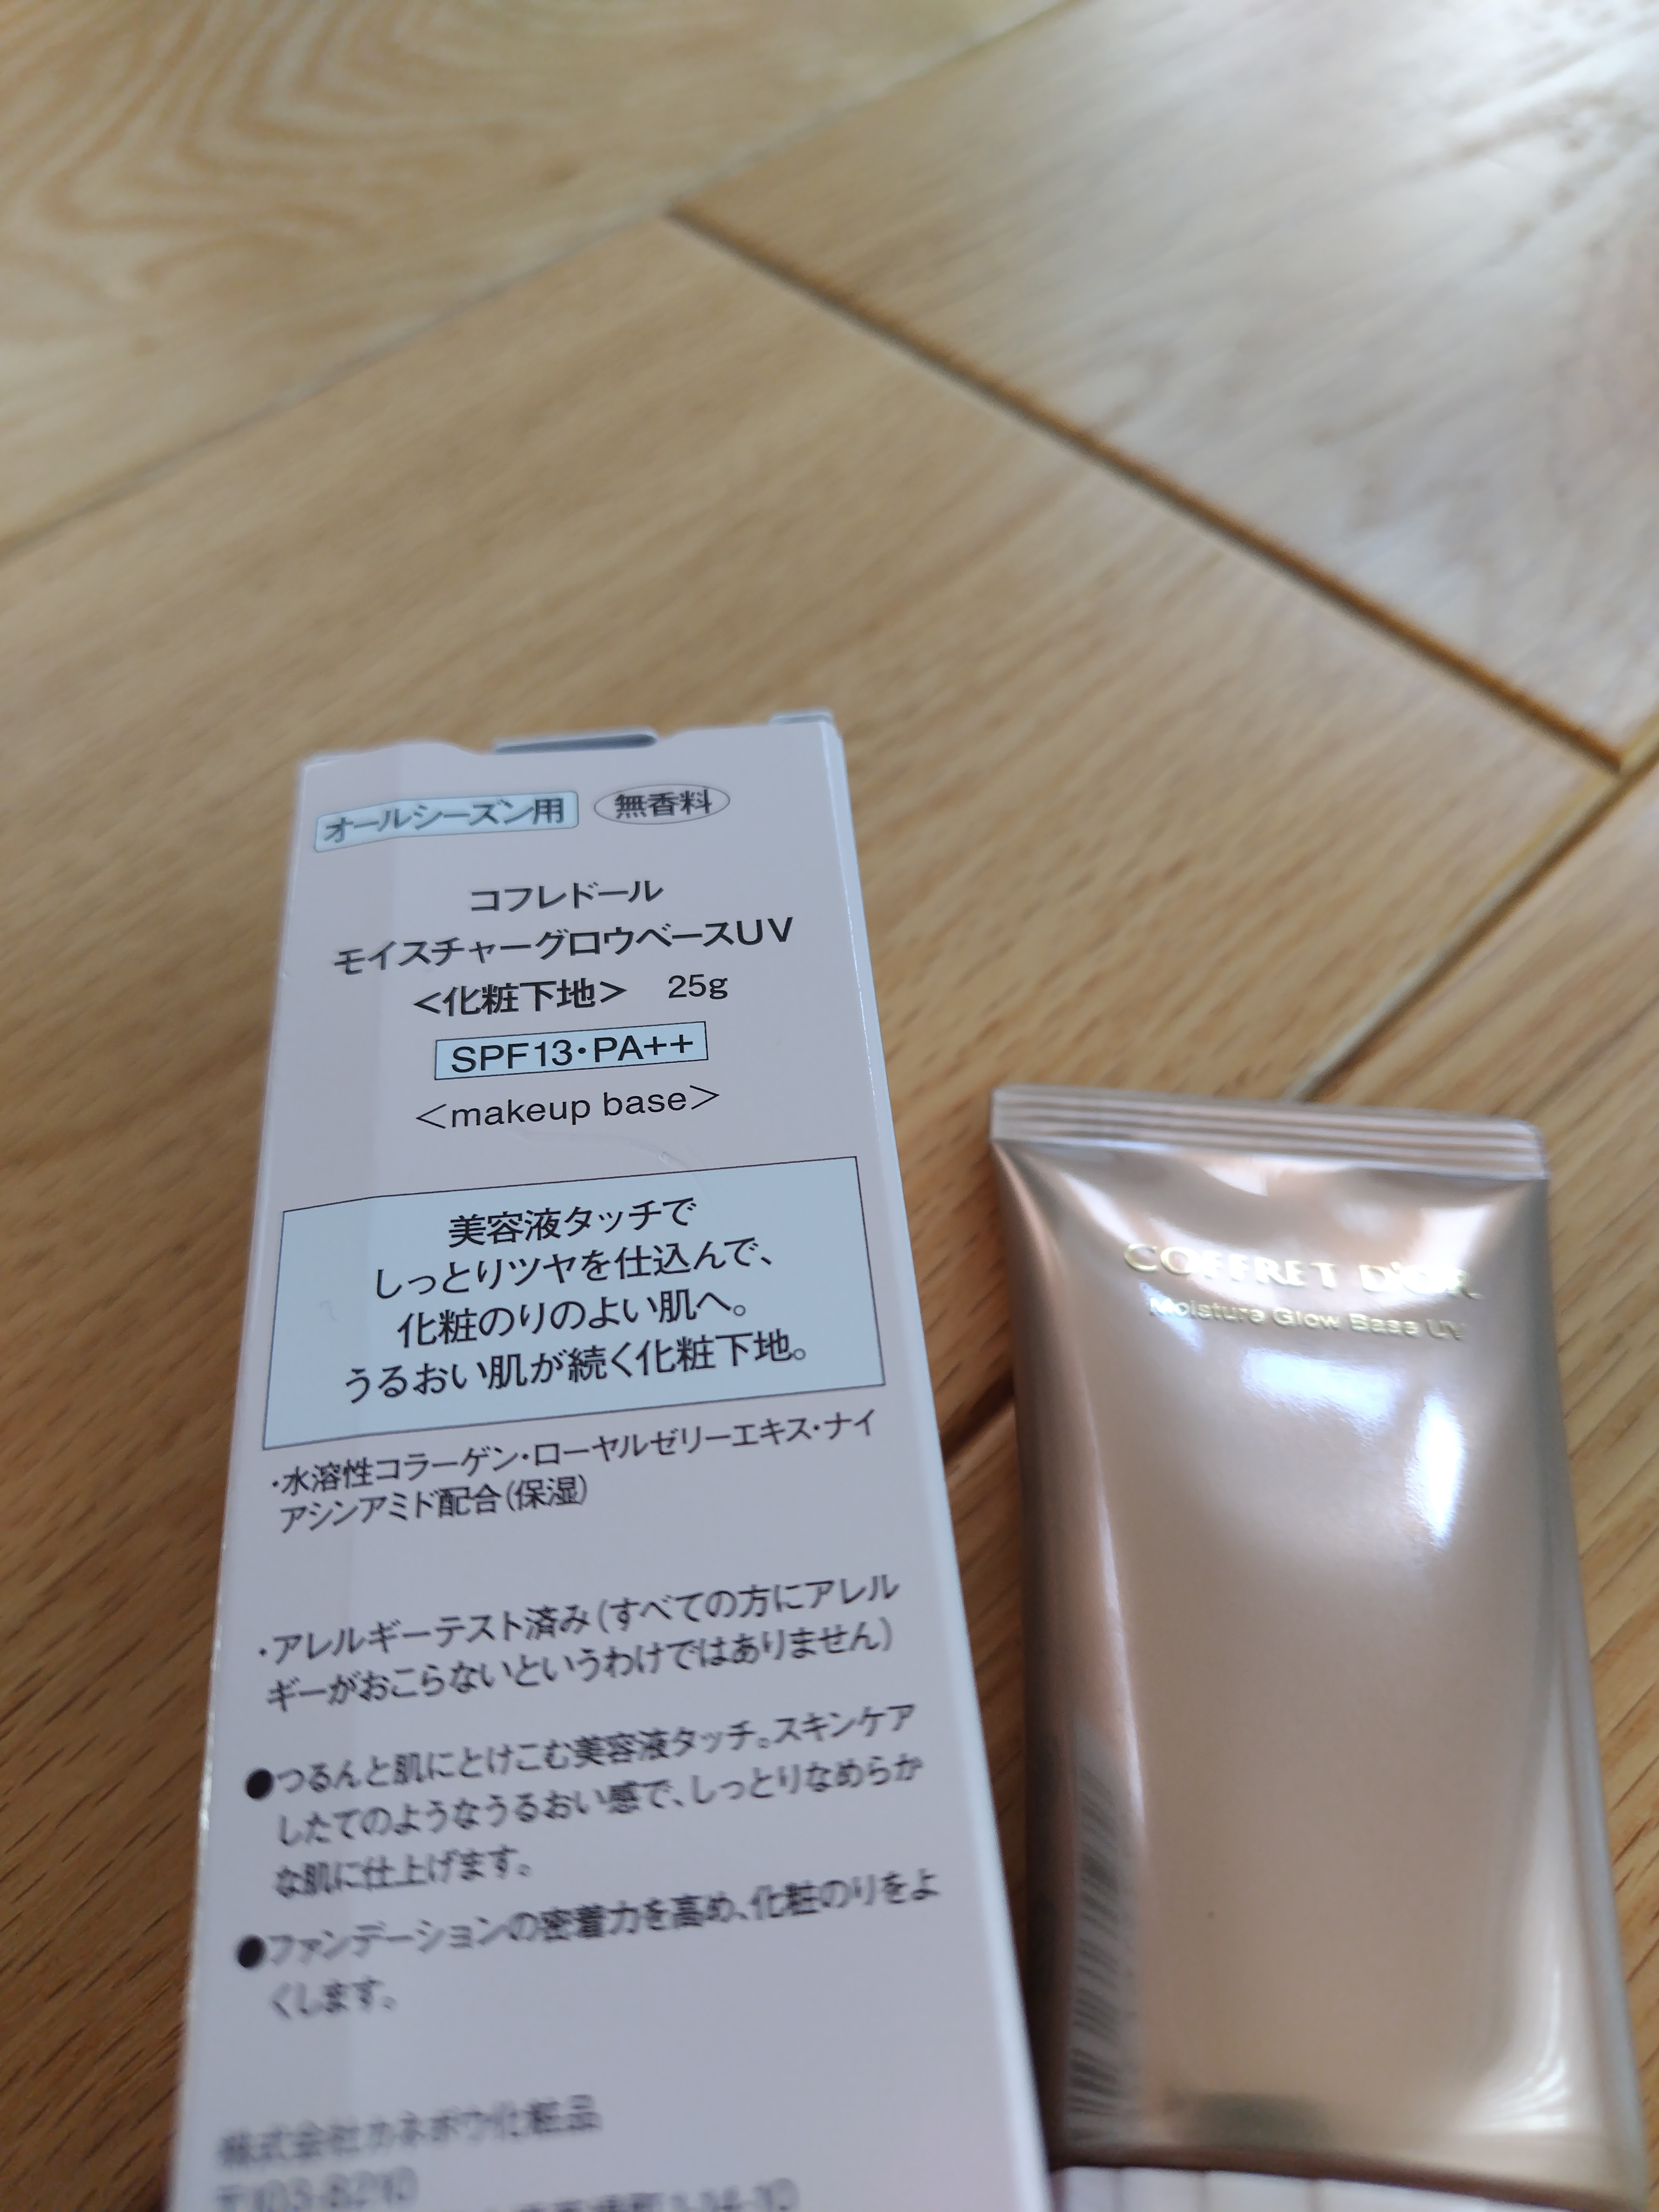 オールシーズン用 無香料
コフレドール
モイスチャーグロウベースUV
<化粧下地> 25g
SPF13・PA++
<makeup base>
美容液タッチで
しっとりツヤを仕込んで、
化粧のりのよい肌へ。
うるおい肌が続く化粧下地。
・水溶性コラーゲン・ローヤルゼリーエキス・ナイ
アシンアミド配合(保湿)
・アレルギーテスト済み(すべての方にアレル
ギーがおこらないというわけではありません)
●つるんと肌にとけこむ美容液タッチ。スキンケア
したてのようなうるおい感で、しっとりなめらか
な肌に仕上げます。
●ファンデーションの密着力を高め、化粧のりをよ
くします。
株式会社カネボウ化粧品
〒103-8210
COFFRET D'OR
Moisture Glow Base UV